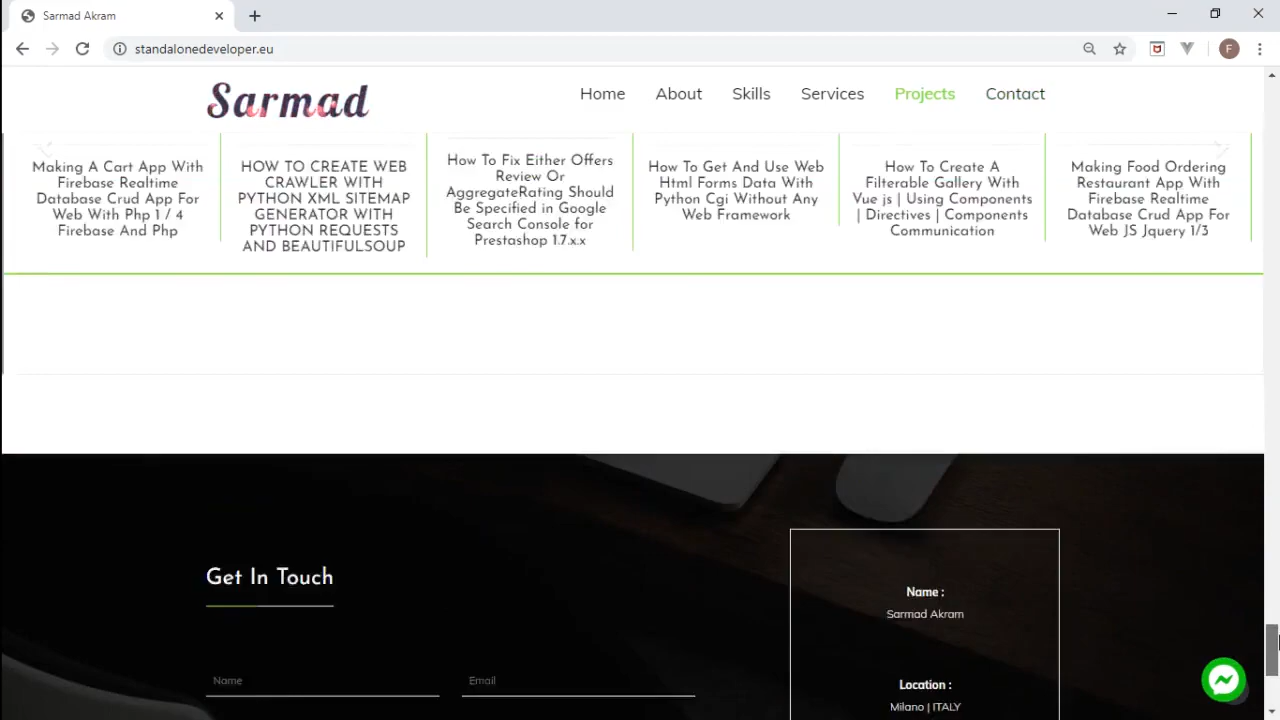 Sarmad Akram
standalonedeveloper.eu
F
Sarmad
Home
About
Skills
Services
Projects
Contact
Making A Cart App With
Firebase Realtime
Database Crud App For
Web With Php 1 / 4
Firebase And Php
HOW TO CREATE WEB
CRAWLER WITH
PYTHON XML SITEMAP
GENERATOR WITH
PYTHON REQUESTS
AND BEAUTIFULSOUP
How To Fix Either Offers
Review Or
AggregateRating Should
Be Specified in Google
Search Console for
Prestashop 1.7.x.x
How To Get And Use Web
Html Forms Data With
Python Cgi Without Any
Web Framework
How To Create A
Filterable Gallery With
Vue js | Using Components
| Directives | Components
Communication
Making Food Ordering
Restaurant App With
Firebase Realtime
Database Crud App For
Web JS Jquery 1/3
Get In Touch
Name
Email
Name :
Sarmad Akram
Location :
Milano | ITALY